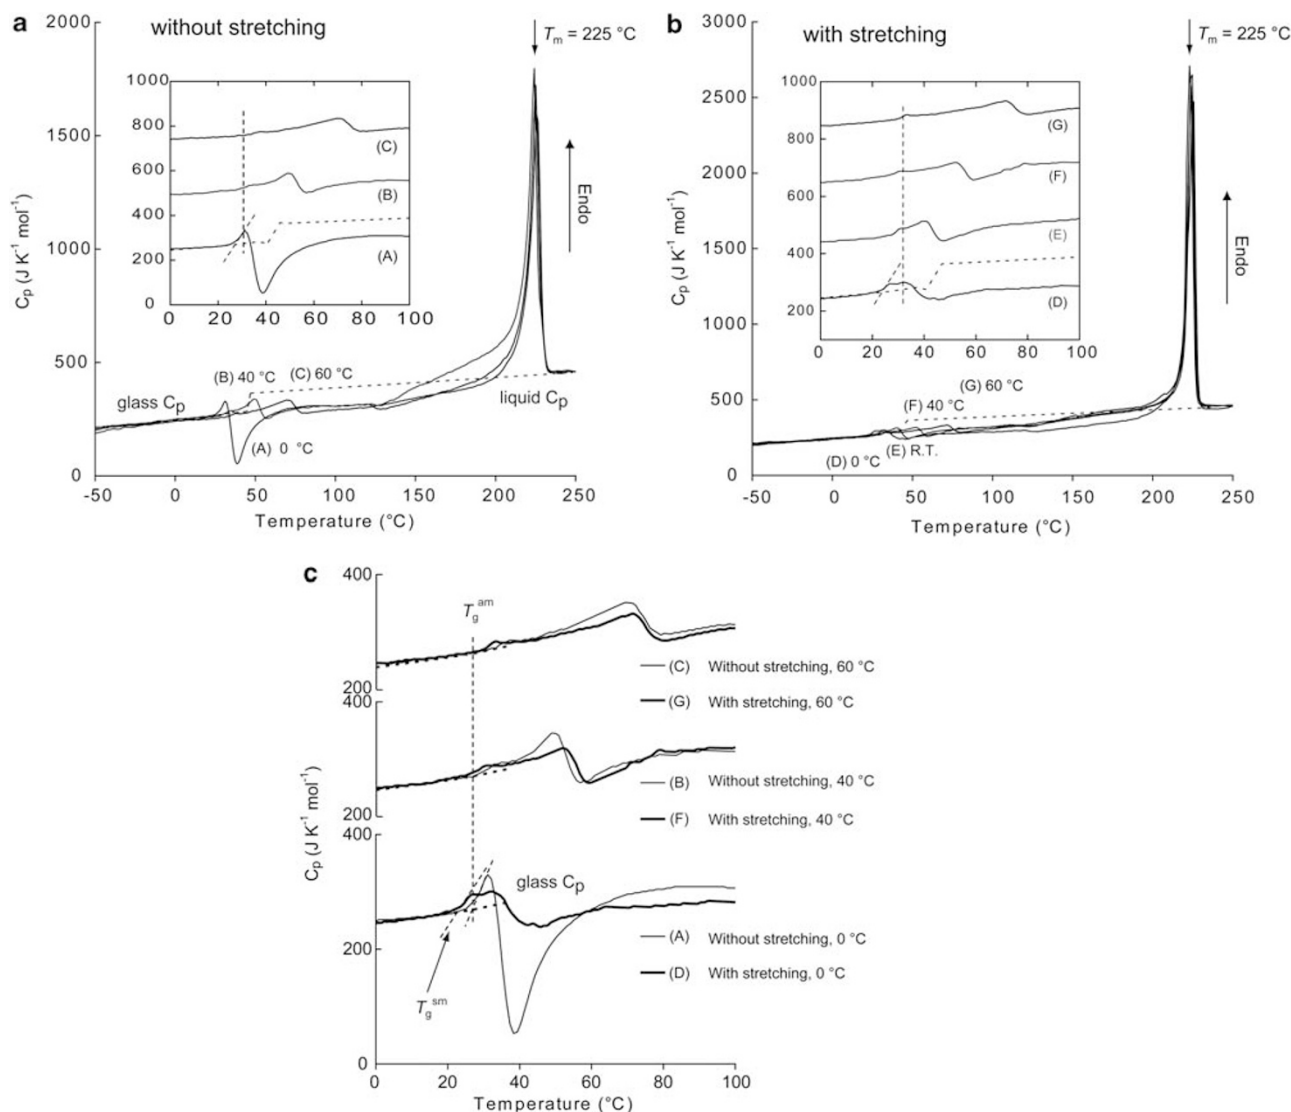 a
without stretching
2000
1500
1000
500
0
Cp (J K-1 mol-1)
Tm = 225 °C
Endo
1000
800
600
400
200
0
(C)
(B)
(A)
0 20 40 60 80 100
(B) 40 °C
(C) 60 °C
glass Cp
liquid Cp
(A) 0 °C
-50 0 50 100 150 200 250
Temperature (°C)
b
with stretching
3000
2500
2000
1500
1000
500
0
Cp (J K-1 mol-1)
Tm = 225 °C
Endo
1000
800
600
400
200
(G)
(F)
(E)
(D)
0 20 40 60 80 100
(G) 60 °C
(F) 40 °C
(E) R.T.
(D) 0 °C
-50 0 50 100 150 200 250
Temperature (°C)
c
400
Tg am
200
(C) Without stretching, 60 °C
(G) With stretching, 60 °C
400
200
(B) Without stretching, 40 °C
(F) With stretching, 40 °C
Cp (J K-1 mol-1)
400
glass Cp
200
(A) Without stretching, 0 °C
(D) With stretching, 0 °C
Tg sm
0
0 20 40 60 80 100
Temperature (°C)